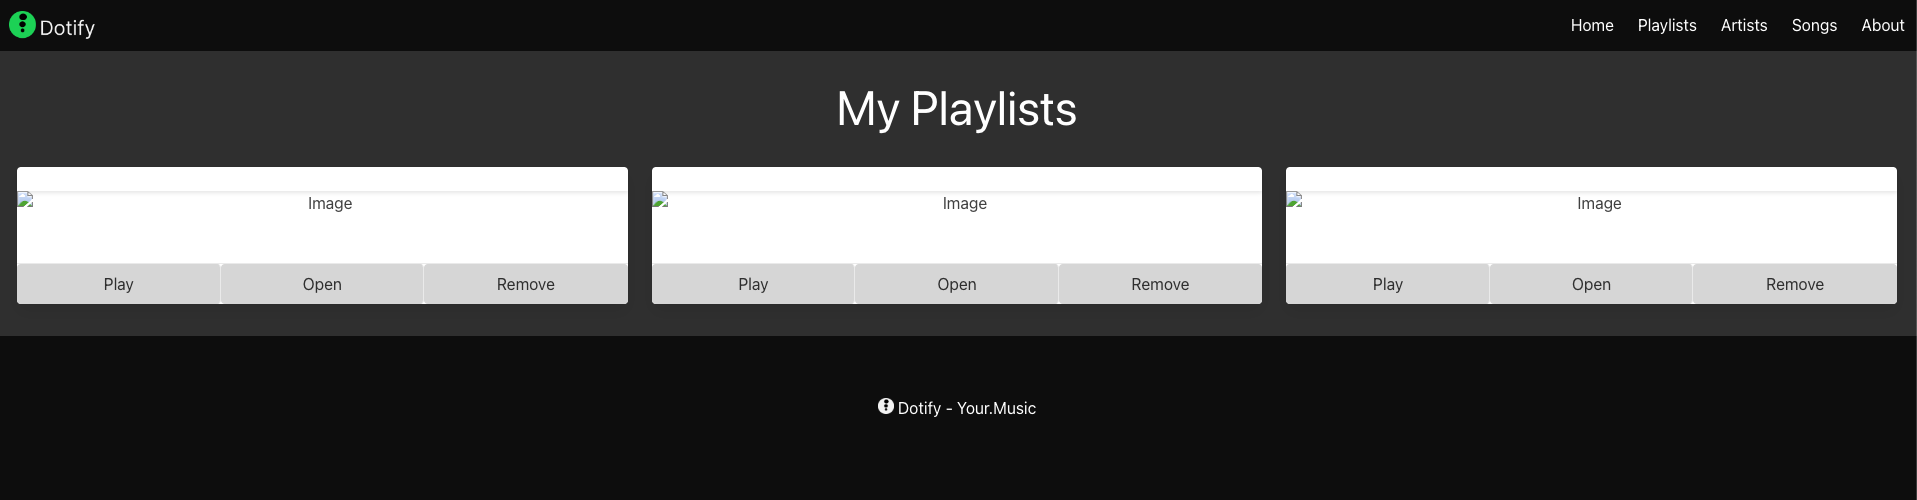 Dotify Home Playlists Artists Songs About
My Playlists
Image Image Image
Play Open Remove Play Open Remove Play Open Remove
Dotify - Your.Music